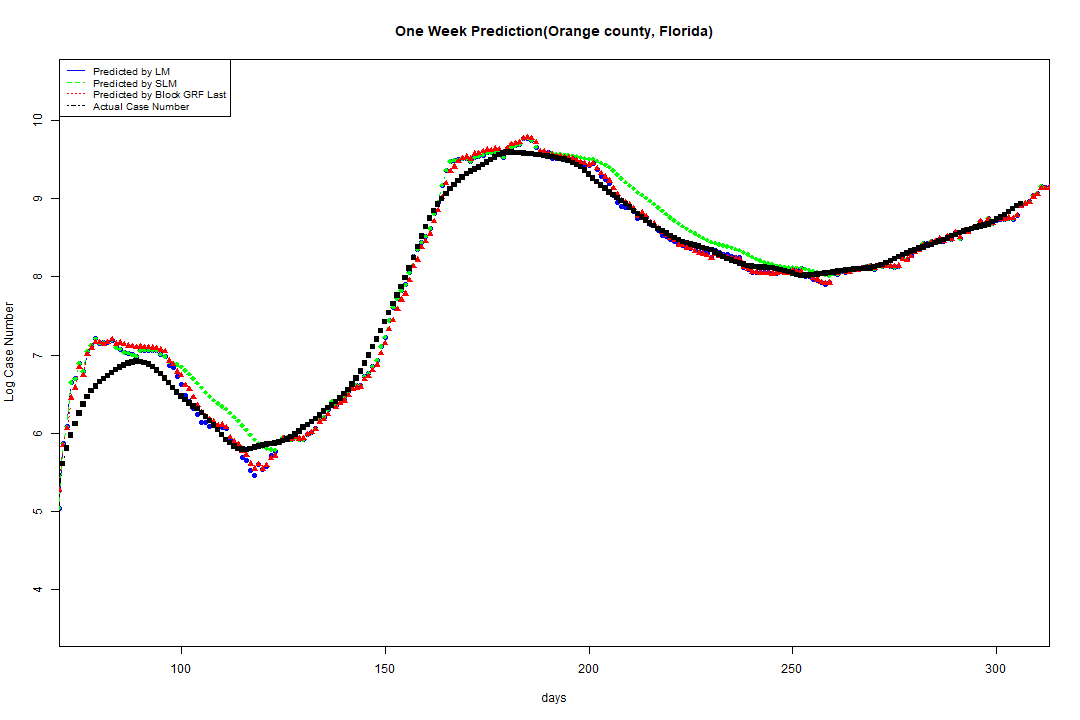 One Week Prediction(Orange county, Florida)
Predicted by LM
Predicted by SLM
Predicted by Block GRF Last
Actual Case Number
10
9
8
7
6
5
4
Log Case Number
100 150 200 250 300
days